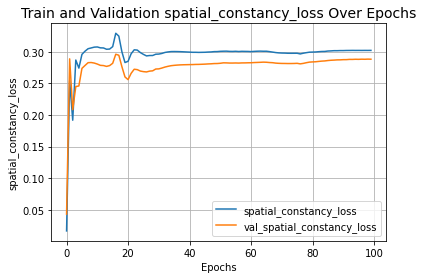 Train and Validation spatial_constancy_loss Over Epochs
spatial_constancy_loss
0.30
0.25
0.20
0.15
0.10
0.05
0
20
40
60
80
100
Epochs
spatial_constancy_loss
val_spatial_constancy_loss